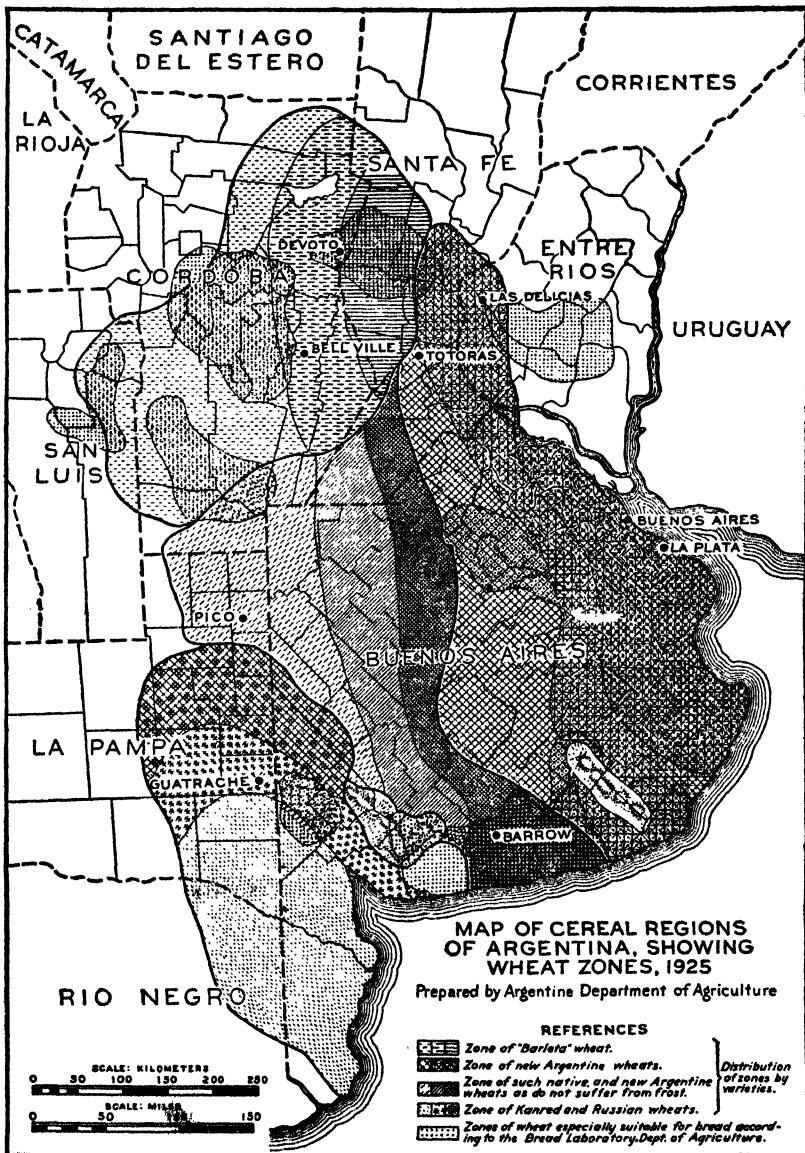 SANTIAGO
DEL ESTERO
CATAMARCA
LA
RIOJA
CORRIENTES
SANTA FE
DEVOTO
ENTRE
RIOS
CORDOBA
LAS DELICIAS
URUGUAY
BELL VILLE
TOTORAS
SAN
LUIS
BUENOS AIRES
LA PLATA
PICO
BUENOS AIRES
LA PAMPA
GUATRACHE
BARROW
MAP OF CEREAL REGIONS
OF ARGENTINA, SHOWING
WHEAT ZONES, 1925
Prepared by Argentine Department of Agriculture
RIO NEGRO
REFERENCES
Zone of "Barleta" wheat.
Zone of new Argentine wheats.
Zone of such native, and new Argentine
wheats as do not suffer from frost.
Zone of Kanred and Russian wheats.
Distribution
of zones by
varieties.
Zones of wheat especially suitable for bread accord-
ing to the Bread Laboratory, Dept. of Agriculture.
SCALE: KILOMETERS
0 50 100 150 200 250
SCALE: MILES
0 50 100 150